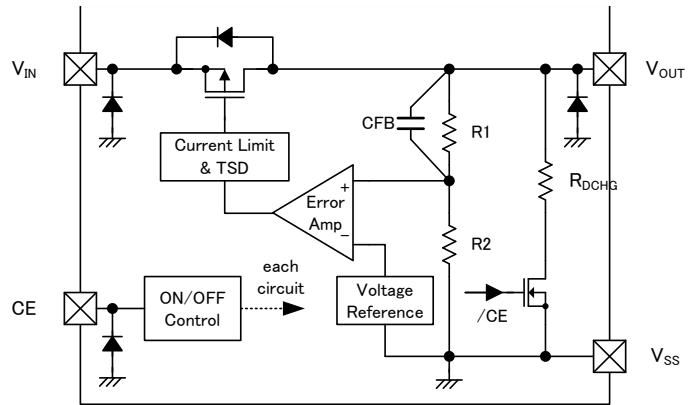 VIN
VOUT
CFB
R1
Current Limit
& TSD
RDCHG
+
Error
Amp
−
R2
each
circuit
CE
ON/OFF
Control
Voltage
Reference
/CE
VSS